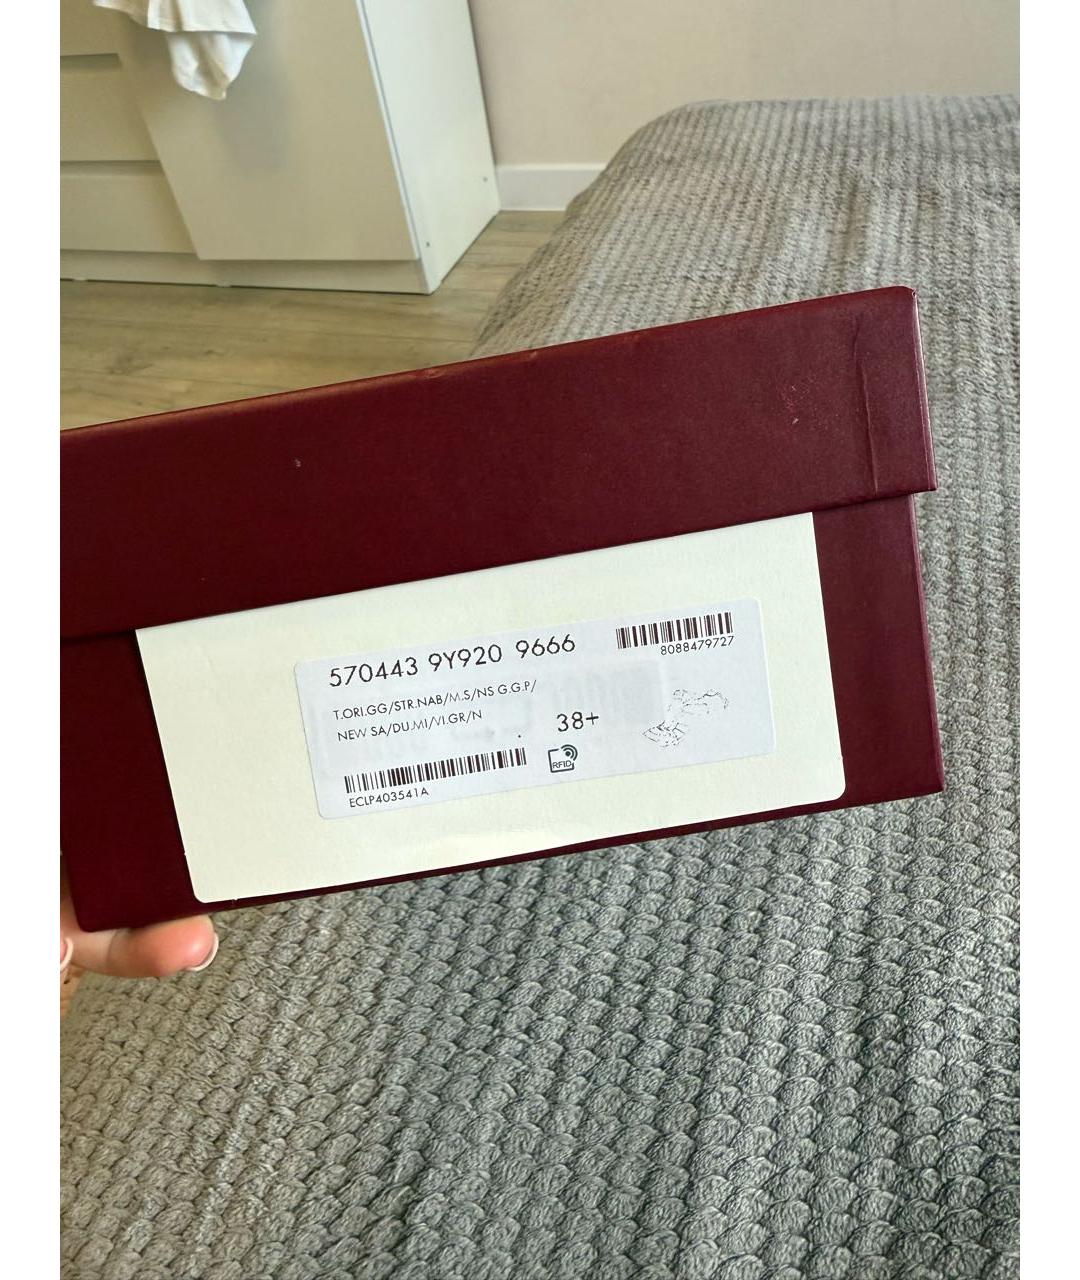 570443 9Y920 9666
8088479727
T.ORI.GG/STR.NAB/M.S/NS G.G.P/
NEW SA/DU.MI/VI.GR/N
38+
RFID
ECLP403541A